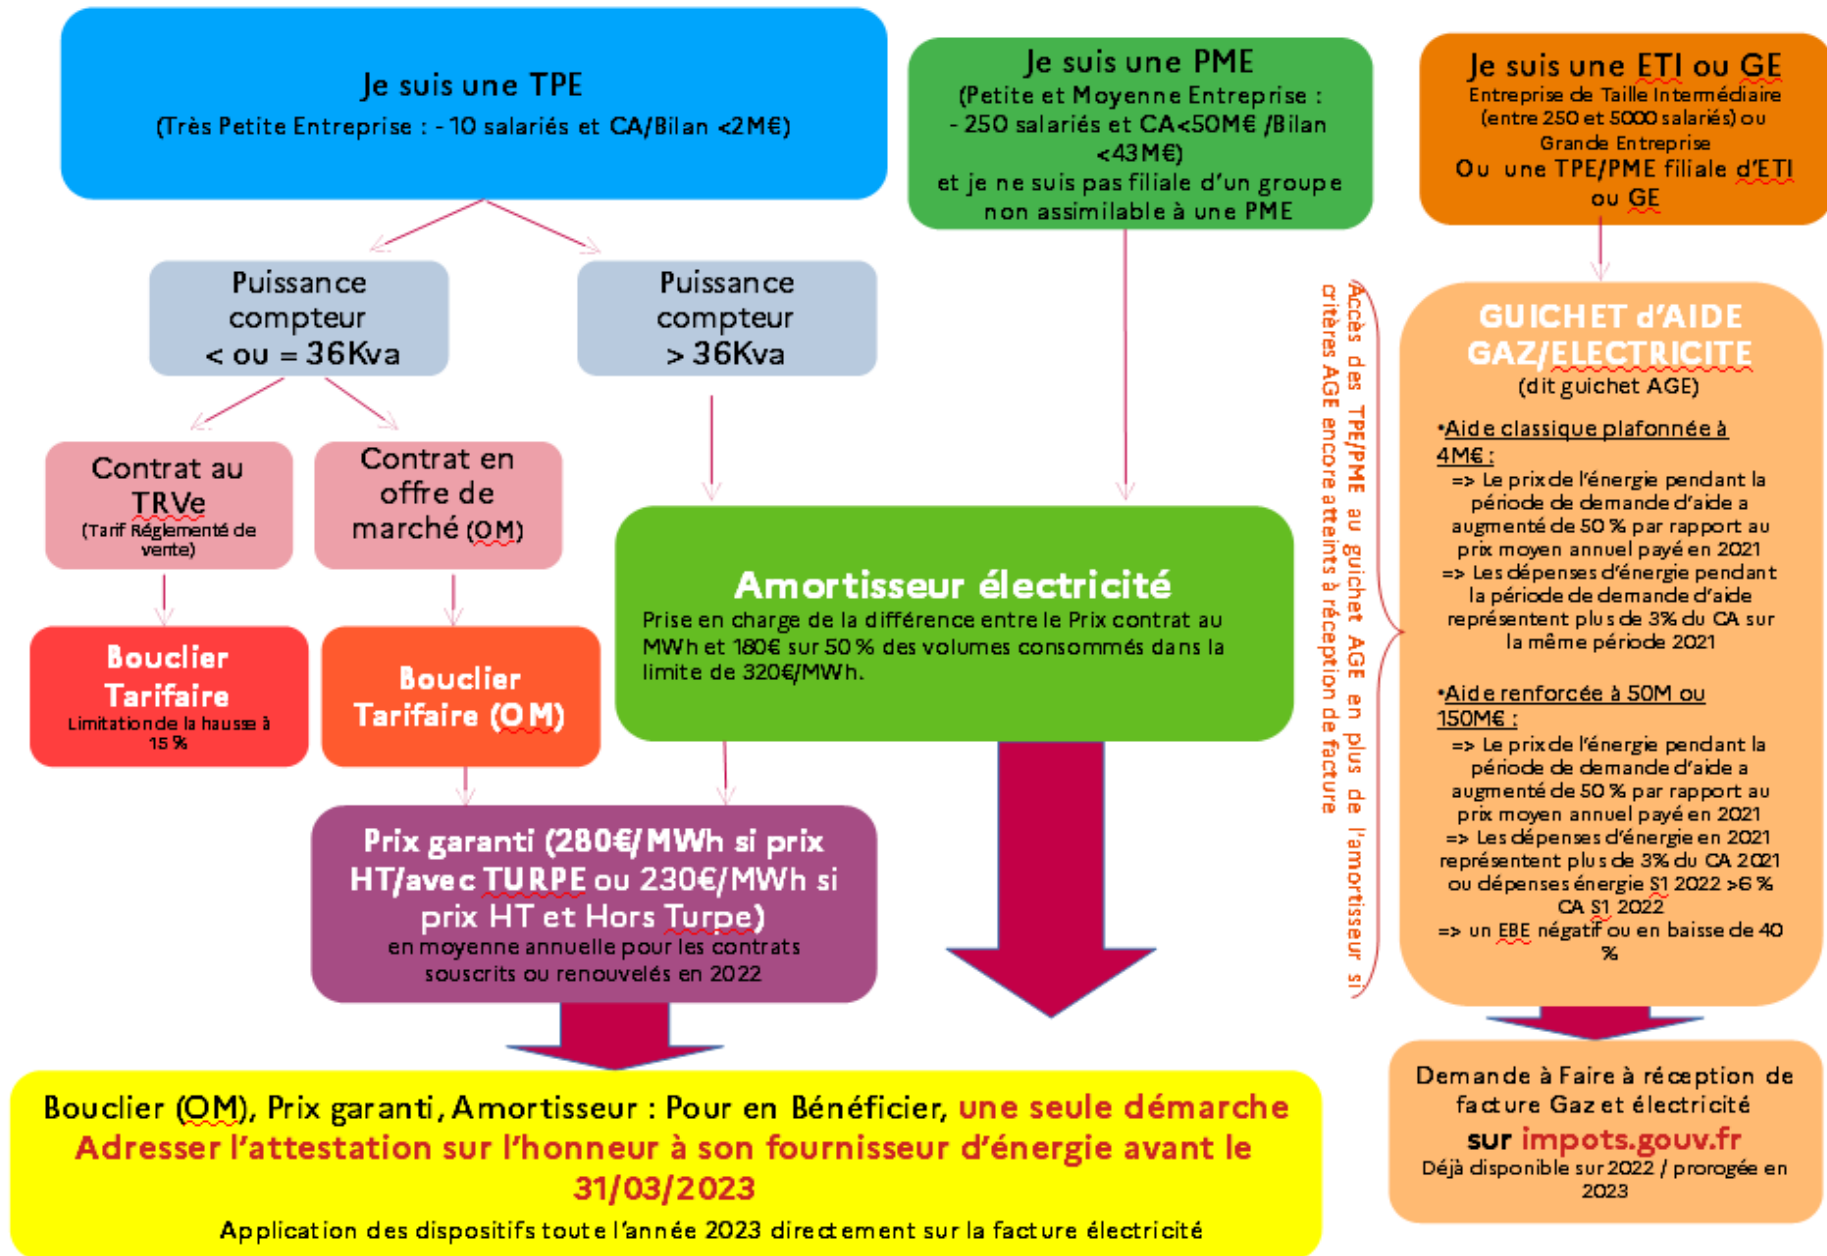 Je suis une TPE
(Très Petite Entreprise : - 10 salariés et CA/Bilan <2M€)
Je suis une PME
(Petite et Moyenne Entreprise :
- 250 salariés et CA<50M€ /Bilan
<43M€)
et je ne suis pas filiale d'un groupe
non assimilable à une PME
Je suis une ETI ou GE
Entreprise de Taille Intermédiaire
(entre 250 et 5000 salariés) ou
Grande Entreprise
Ou une TPE/PME filiale d'ETI
ou GE
Puissance
compteur
< ou = 36Kva
Puissance
compteur
> 36Kva
Contrat au
TRVe
(Tarif Réglementé de
vente)
Contrat en
offre de
marché (OM)
Bouclier
Tarifaire
Limitation de la hausse à
15 %
Bouclier
Tarifaire (OM)
Amortisseur électricité
Prise en charge de la différence entre le Prix contrat au
MWh et 180€ sur 50 % des volumes consommés dans la
limite de 320€/MWh.
Prix garanti (280€/MWh si prix
HT/avec TURPE ou 230€/MWh si
prix HT et Hors Turpe)
en moyenne annuelle pour les contrats
souscrits ou renouvelés en 2022
Accès des TPE/PME au guichet AGE en plus de l'amortisseur si
critères AGE encore atteints à réception de facture
GUICHET d'AIDE
GAZ/ELECTRICITE
(dit guichet AGE)
•Aide classique plafonnée à
4M€ :
=> Le prix de l'énergie pendant la
période de demande d'aide a
augmenté de 50 % par rapport au
prix moyen annuel payé en 2021
=> Les dépenses d'énergie pendant
la période de demande d'aide
représentent plus de 3% du CA sur
la même période 2021
•Aide renforcée à 50M ou
150M€ :
=> Le prix de l'énergie pendant la
période de demande d'aide a
augmenté de 50 % par rapport au
prix moyen annuel payé en 2021
=> Les dépenses d'énergie en 2021
représentent plus de 3% du CA 2021
ou dépenses énergie S1 2022 >6 %
CA S1 2022
=> un EBE négatif ou en baisse de 40
%
Bouclier (OM), Prix garanti, Amortisseur : Pour en Bénéficier, une seule démarche
Adresser l'attestation sur l'honneur à son fournisseur d'énergie avant le
31/03/2023
Application des dispositifs toute l'année 2023 directement sur la facture électricité
Demande à Faire à réception de
facture Gaz et électricité
sur impots.gouv.fr
Déjà disponible sur 2022 / prorogée en
2023